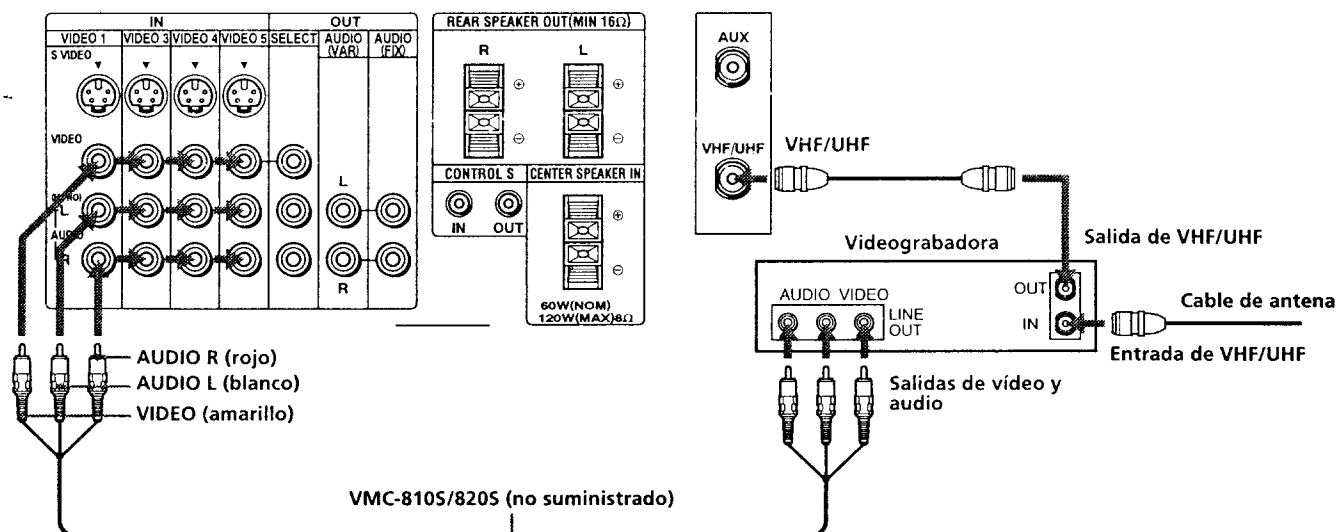 IN OUT
VIDEO 1 VIDEO 3 VIDEO 4 VIDEO 5 SELECT AUDIO (VAR) AUDIO (FIX)
S VIDEO
VIDEO
(MONO)
L
AUDIO
R
L
R
REAR SPEAKER OUT(MIN 16Ω)
R L
⊕ ⊕
⊖ ⊖
CONTROL S
IN OUT
CENTER SPEAKER IN
⊕
⊖
60W(NOM)
120W(MAX)8Ω
AUDIO R (rojo)
AUDIO L (blanco)
VIDEO (amarillo)
AUX
VHF/UHF
VHF/UHF
Videograbadora
Salida de VHF/UHF
AUDIO VIDEO
LINE
OUT
OUT
IN
Cable de antena
Entrada de VHF/UHF
Salidas de vídeo y
audio
VMC-810S/820S (no suministrado)